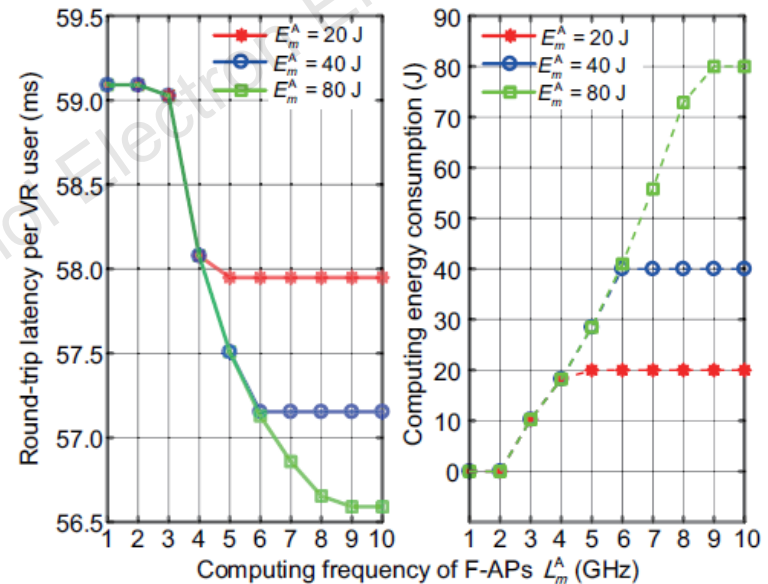 or Electron E
59.5
59.0
58.5
58.0
57.5
57.0
56.5
Round-trip latency per VR user (ms)
E_m^A = 20 J
E_m^A = 40 J
E_m^A = 80 J
1 2 3 4 5 6 7 8 9 10
90
80
70
60
50
40
30
20
10
0
Computing energy consumption (J)
E_m^A = 20 J
E_m^A = 40 J
E_m^A = 80 J
1 2 3 4 5 6 7 8 9 10
Computing frequency of F-APs L_m^A (GHz)